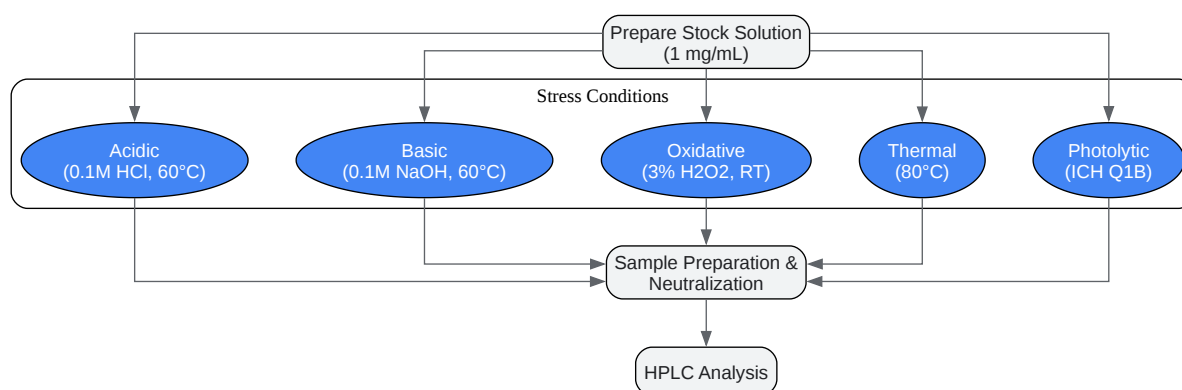 Prepare Stock Solution
(1 mg/mL)
Stress Conditions
Acidic
(0.1M HCl, 60°C)
Basic
(0.1M NaOH, 60°C)
Oxidative
(3% H2O2, RT)
Thermal
(80°C)
Photolytic
(ICH Q1B)
Sample Preparation &
Neutralization
HPLC Analysis